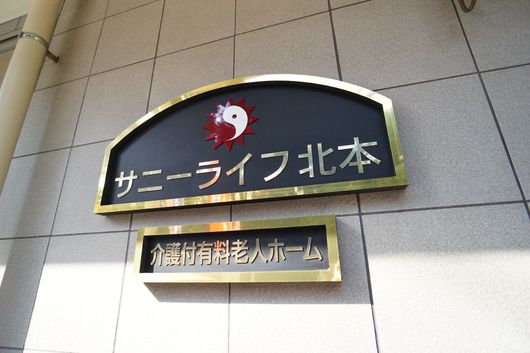 サニーライフ北本
介護付有料老人ホーム